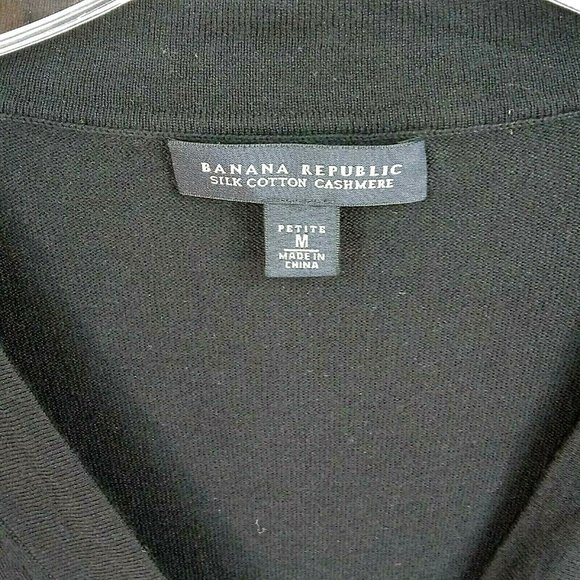 BANANA REPUBLIC
SILK COTTON CASHMERE
PETITE
M
MADE IN
CHINA